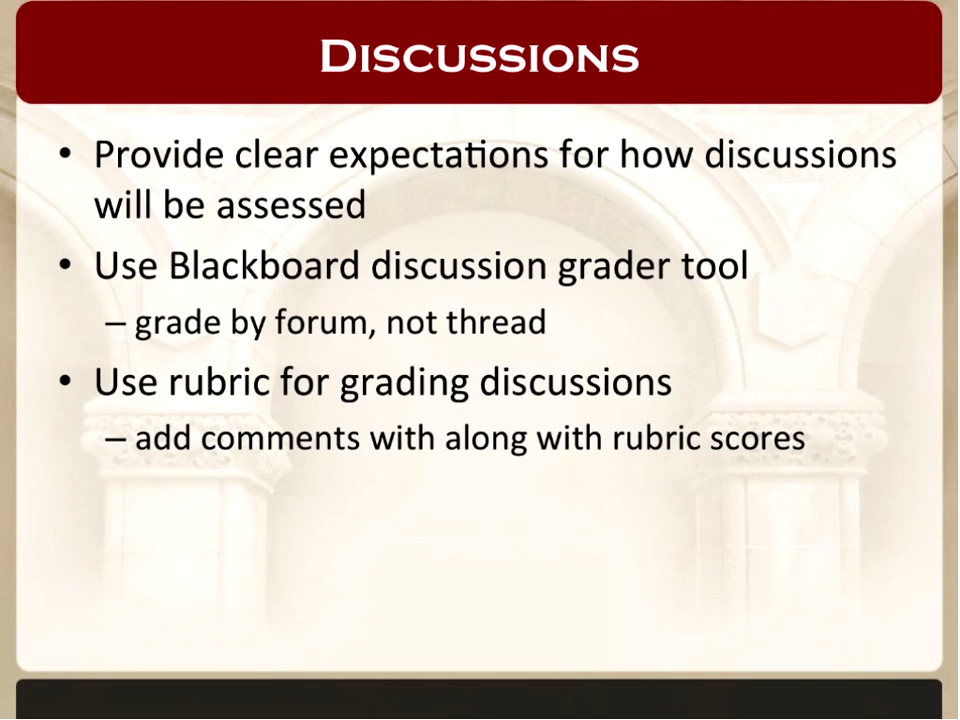 Discussions
• Provide clear expectations for how discussions
will be assessed
• Use Blackboard discussion grader tool
– grade by forum, not thread
• Use rubric for grading discussions
– add comments with along with rubric scores